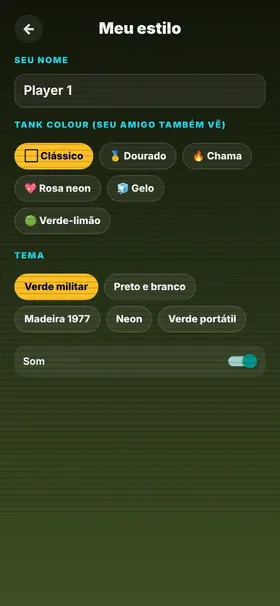 Meu estilo
SEU NOME
Player 1
TANK COLOUR (SEU AMIGO TAMBÉM VÊ)
Clássico
🥇 Dourado
🔥 Chama
💖 Rosa neon
🧊 Gelo
🟢 Verde-limão
TEMA
Verde militar
Preto e branco
Madeira 1977
Neon
Verde portátil
Som